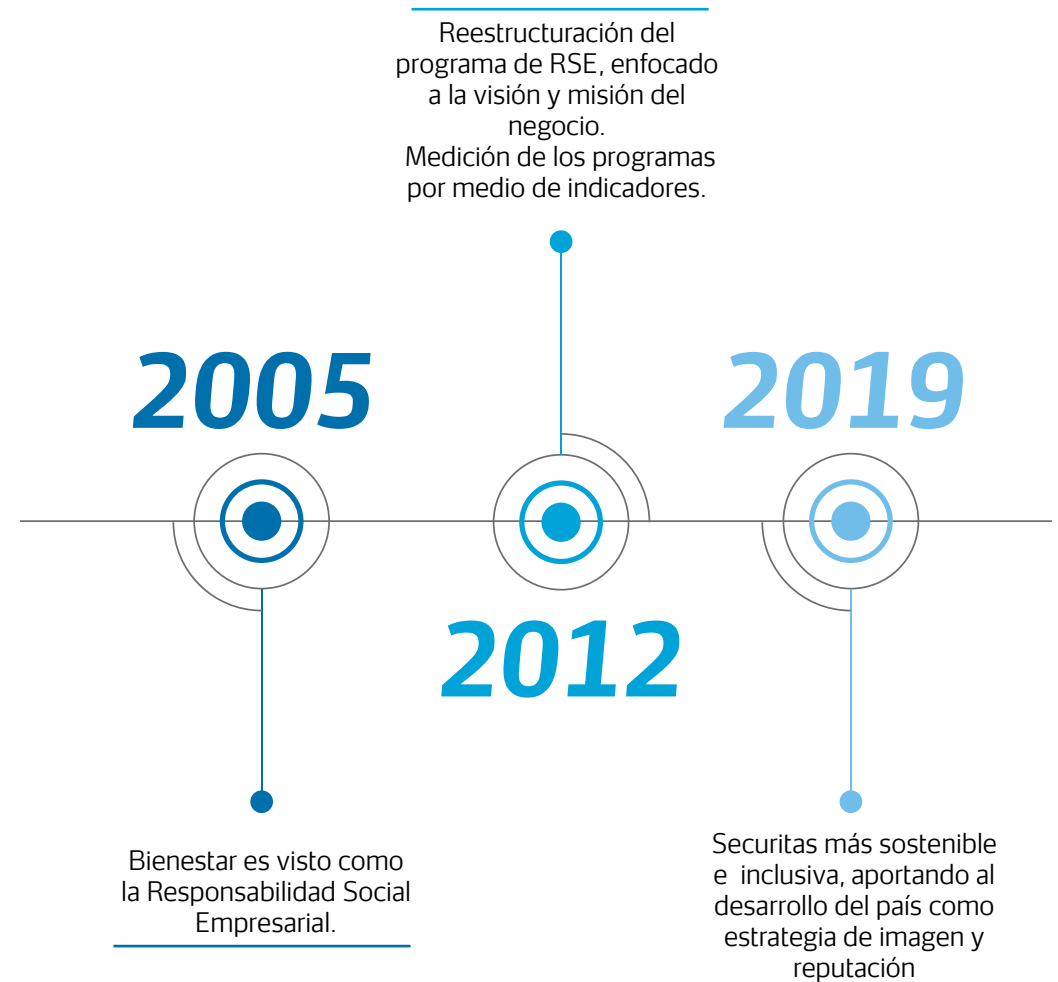 Reestructuración del
programa de RSE, enfocado
a la visión y misión del
negocio.
Medición de los programas
por medio de indicadores.
2005
2019
2012
Bienestar es visto como
la Responsabilidad Social
Empresarial.
Securitas más sostenible
e inclusiva, aportando al
desarrollo del país como
estrategia de imagen y
reputación